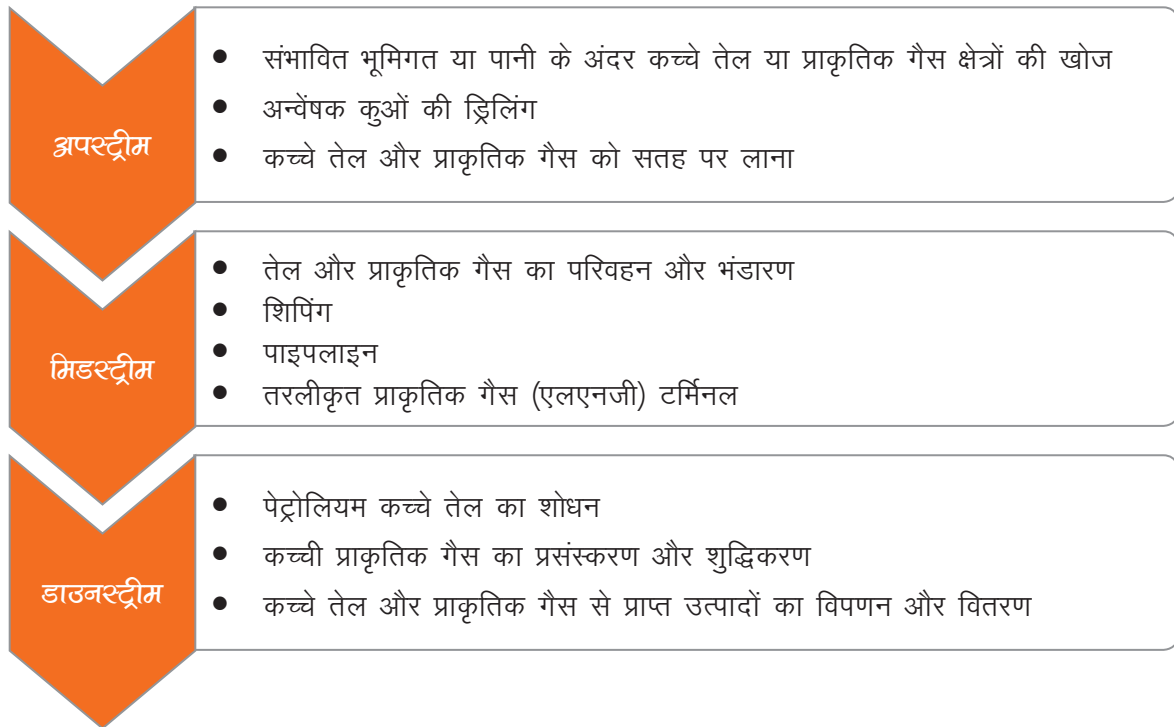 अपस्ट्रीम
• संभावित भूमिगत या पानी के अंदर कच्चे तेल या प्राकृतिक गैस क्षेत्रों की खोज
• अन्वेंषक कुओं की ड्रिलिंग
• कच्चे तेल और प्राकृतिक गैस को सतह पर लाना
मिडस्ट्रीम
• तेल और प्राकृतिक गैस का परिवहन और भंडारण
• शिपिंग
• पाइपलाइन
• तरलीकृत प्राकृतिक गैस (एलएनजी) टर्मिनल
डाउनस्ट्रीम
• पेट्रोलियम कच्चे तेल का शोधन
• कच्ची प्राकृतिक गैस का प्रसंस्करण और शुद्धिकरण
• कच्चे तेल और प्राकृतिक गैस से प्राप्त उत्पादों का विपणन और वितरण